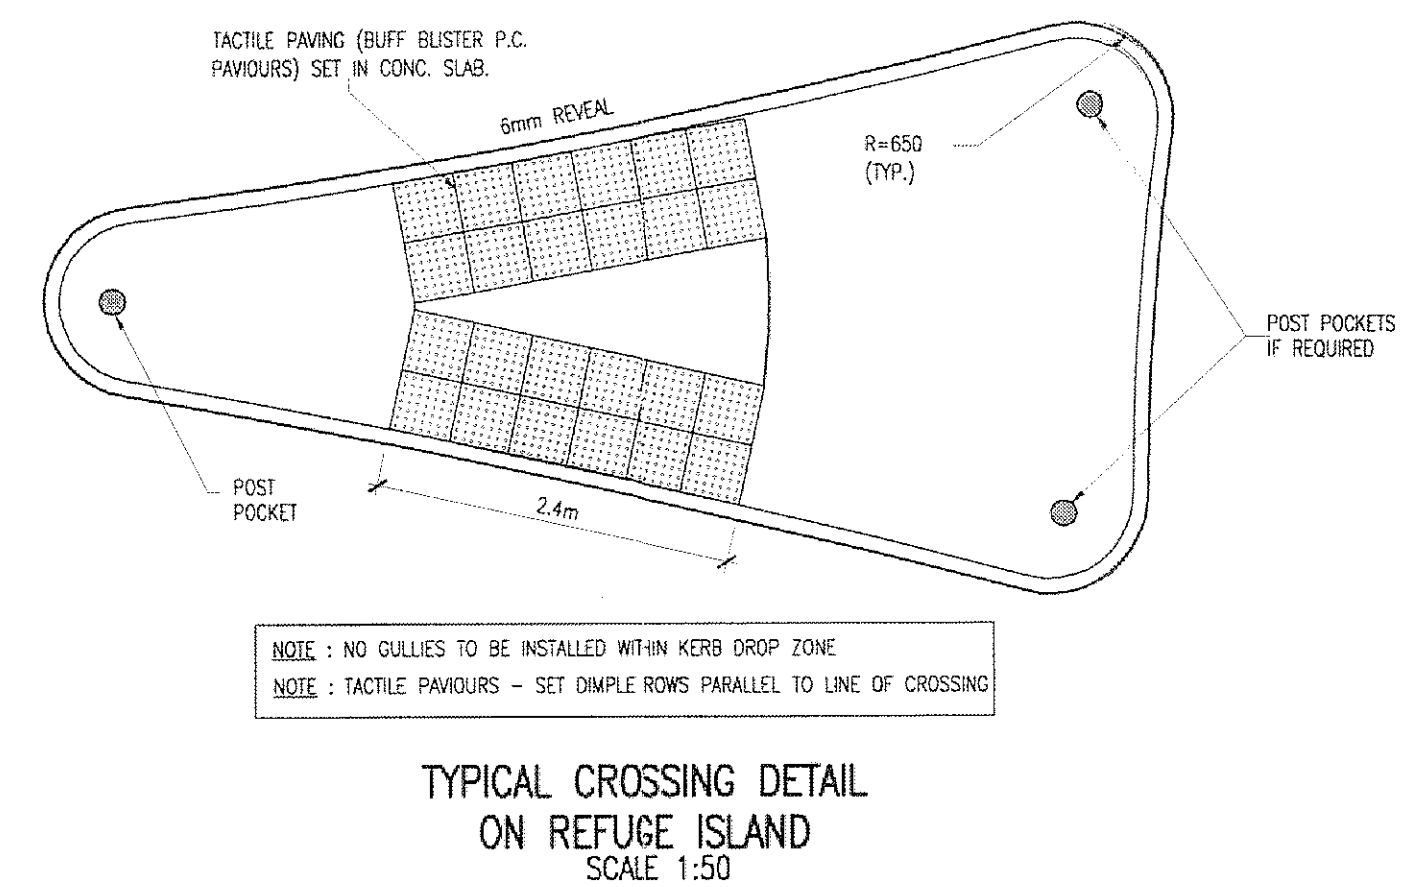 TACTILE PAVING (BUFF BLISTER P.C.
PAVIOURS) SET IN CONC. SLAB.
6mm REVEAL
R=650
(TYP.)
POST POCKETS
IF REQUIRED
POST
POCKET
2.4m
NOTE : NO GULLIES TO BE INSTALLED WITHIN KERB DROP ZONE
NOTE : TACTILE PAVIOURS - SET DIMPLE ROWS PARALLEL TO LINE OF CROSSING
TYPICAL CROSSING DETAIL
ON REFUGE ISLAND
SCALE 1:50